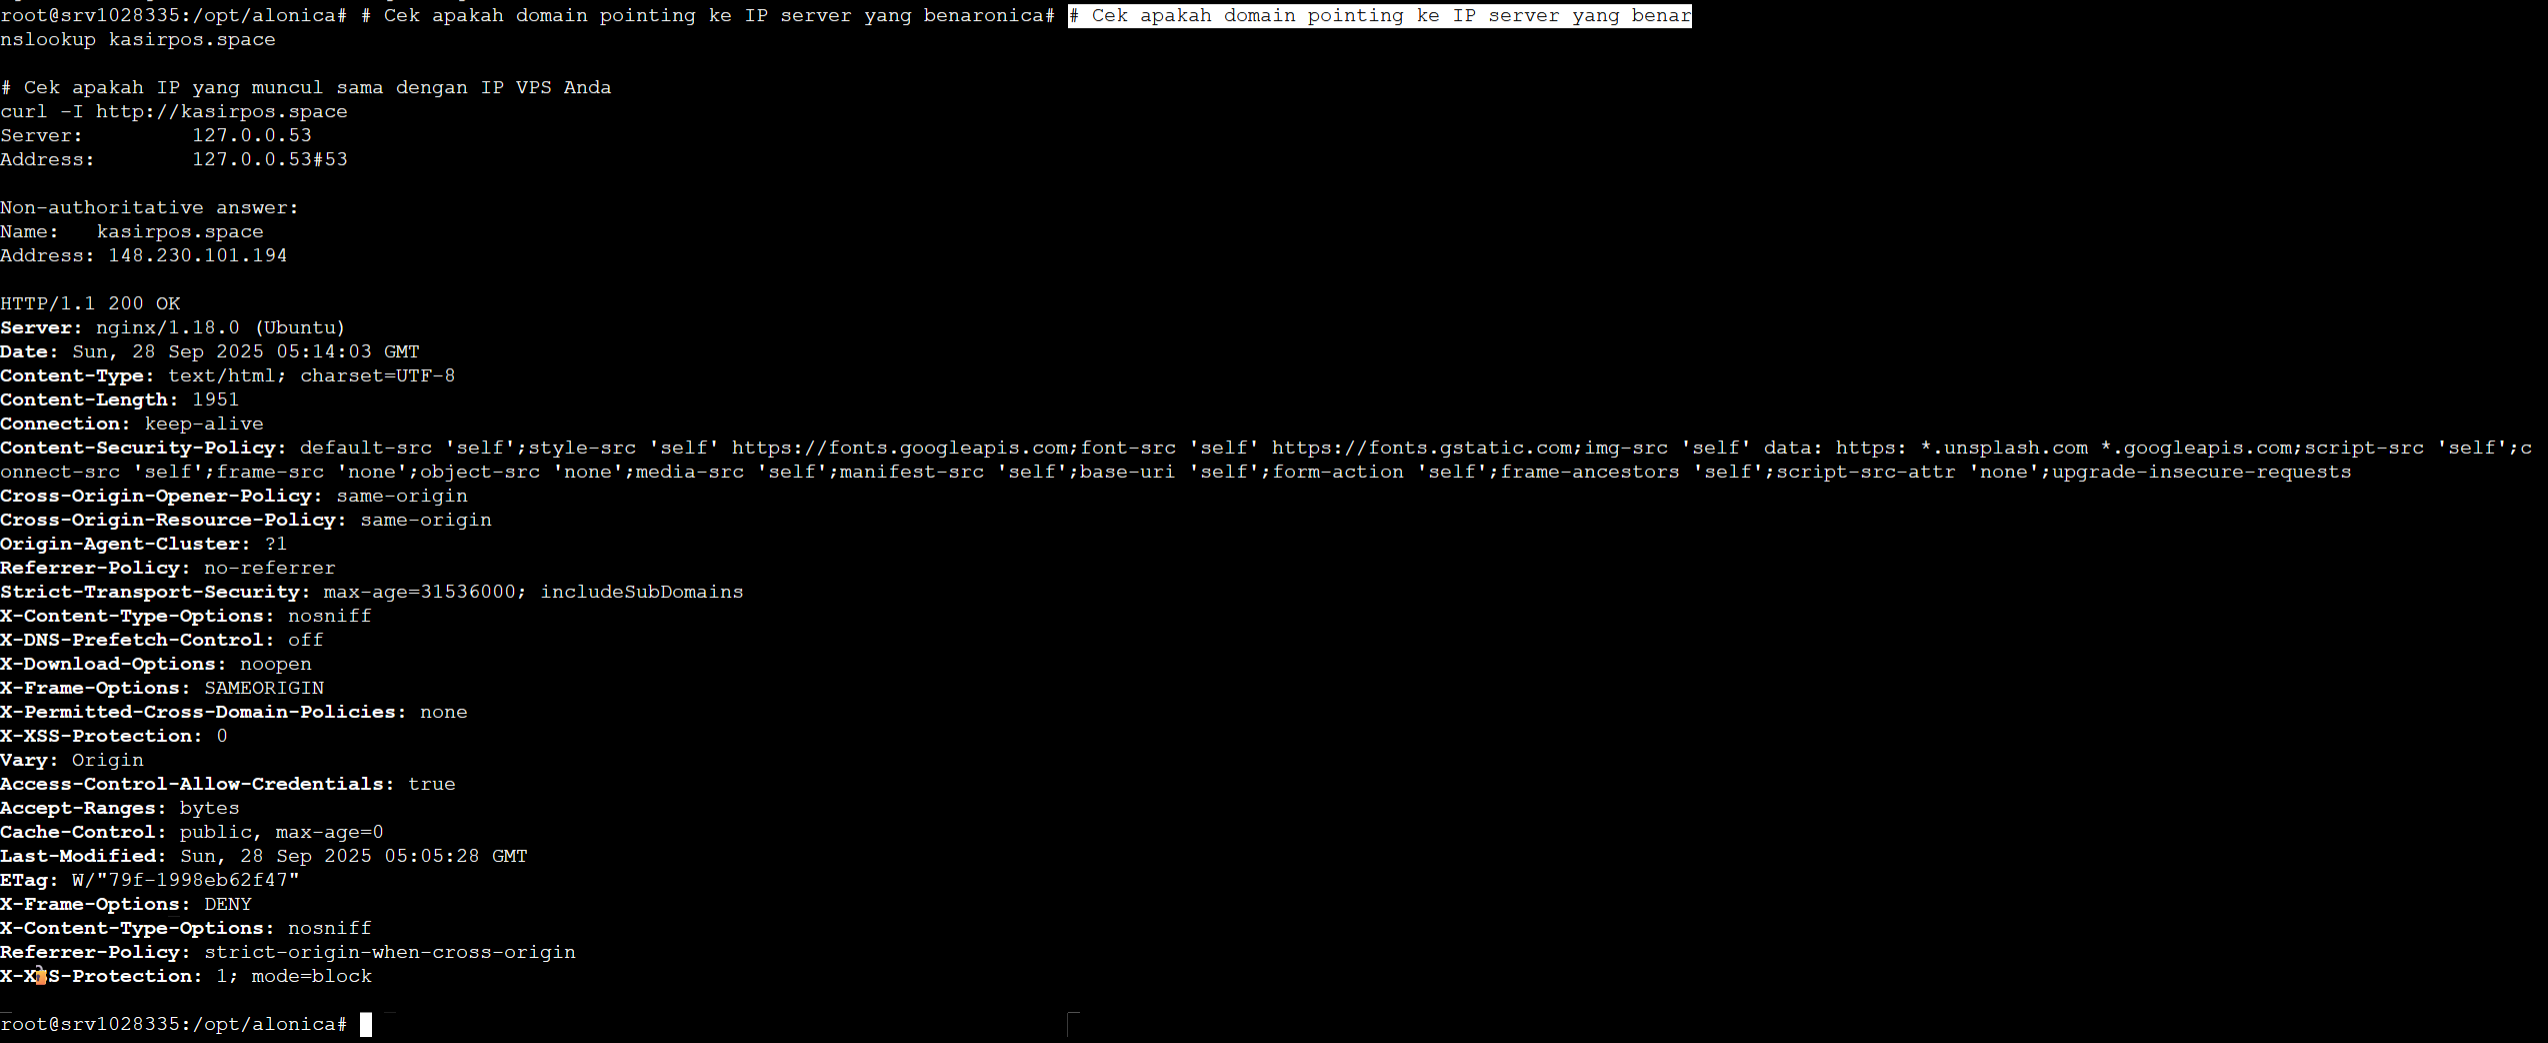 root@srv1028335:/opt/alonica# # Cek apakah domain pointing ke IP server yang benaronica# # Cek apakah domain pointing ke IP server yang benar
nslookup kasirpos.space
# Cek apakah IP yang muncul sama dengan IP VPS Anda
curl -I http://kasirpos.space
Server:         127.0.0.53
Address:        127.0.0.53#53
Non-authoritative answer:
Name:   kasirpos.space
Address: 148.230.101.194
HTTP/1.1 200 OK
Server: nginx/1.18.0 (Ubuntu)
Date: Sun, 28 Sep 2025 05:14:03 GMT
Content-Type: text/html; charset=UTF-8
Content-Length: 1951
Connection: keep-alive
Content-Security-Policy: default-src 'self';style-src 'self' https://fonts.googleapis.com;font-src 'self' https://fonts.gstatic.com;img-src 'self' data: https: *.unsplash.com *.googleapis.com;script-src 'self';c
onnect-src 'self';frame-src 'none';object-src 'none';media-src 'self';manifest-src 'self';base-uri 'self';form-action 'self';frame-ancestors 'self';script-src-attr 'none';upgrade-insecure-requests
Cross-Origin-Opener-Policy: same-origin
Cross-Origin-Resource-Policy: same-origin
Origin-Agent-Cluster: ?1
Referrer-Policy: no-referrer
Strict-Transport-Security: max-age=31536000; includeSubDomains
X-Content-Type-Options: nosniff
X-DNS-Prefetch-Control: off
X-Download-Options: noopen
X-Frame-Options: SAMEORIGIN
X-Permitted-Cross-Domain-Policies: none
X-XSS-Protection: 0
Vary: Origin
Access-Control-Allow-Credentials: true
Accept-Ranges: bytes
Cache-Control: public, max-age=0
Last-Modified: Sun, 28 Sep 2025 05:05:28 GMT
ETag: W/"79f-1998eb62f47"
X-Frame-Options: DENY
X-Content-Type-Options: nosniff
Referrer-Policy: strict-origin-when-cross-origin
X-XSS-Protection: 1; mode=block
root@srv1028335:/opt/alonica#